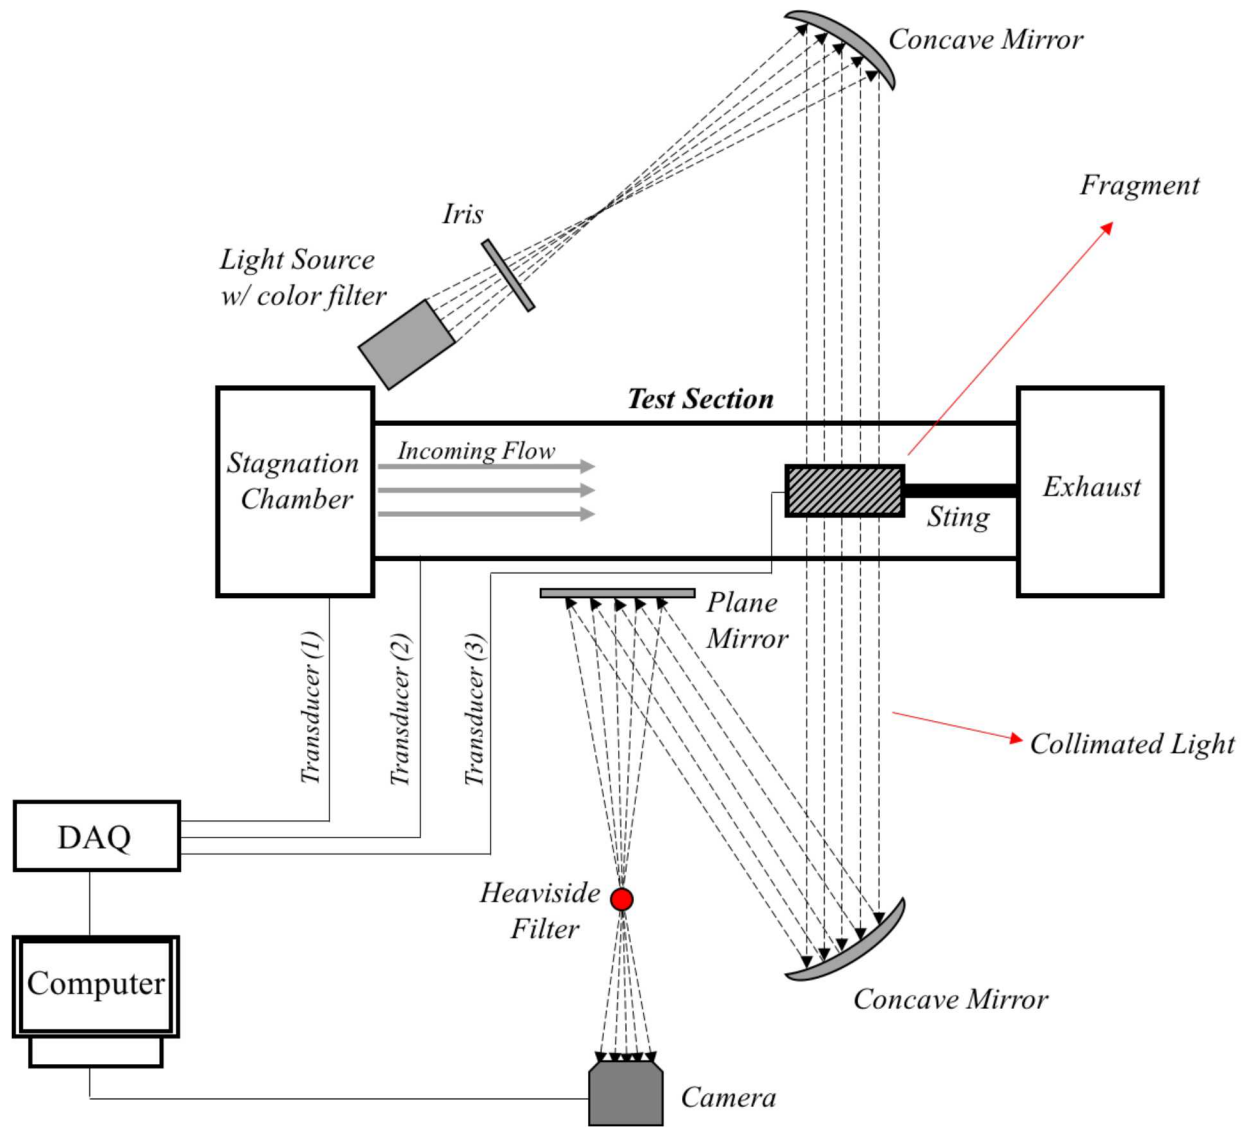 Concave Mirror
Fragment
Iris
Light Source
w/ color filter
Test Section
Stagnation
Chamber
Incoming Flow
Exhaust
Sting
Plane
Mirror
Transducer (1)
Transducer (2)
Transducer (3)
Collimated Light
DAQ
Heaviside
Filter
Computer
Concave Mirror
Camera